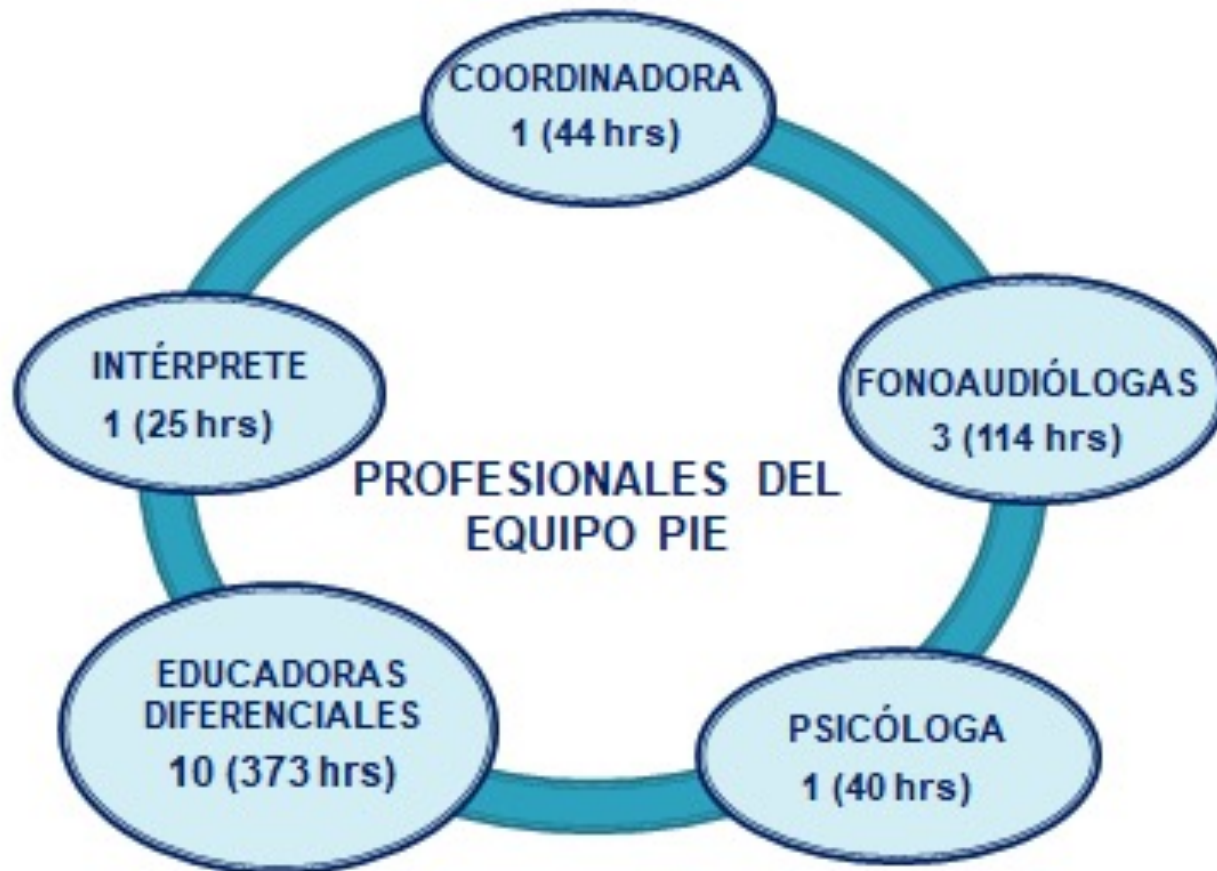 COORDINADORA
1 (44 hrs)
INTÉRPRETE
1 (25 hrs)
FONOAUDIÓLOGAS
3 (114 hrs)
PROFESIONALES DEL
EQUIPO PIE
EDUCADORAS
DIFERENCIALES
10 (373 hrs)
PSICÓLOGA
1 (40 hrs)